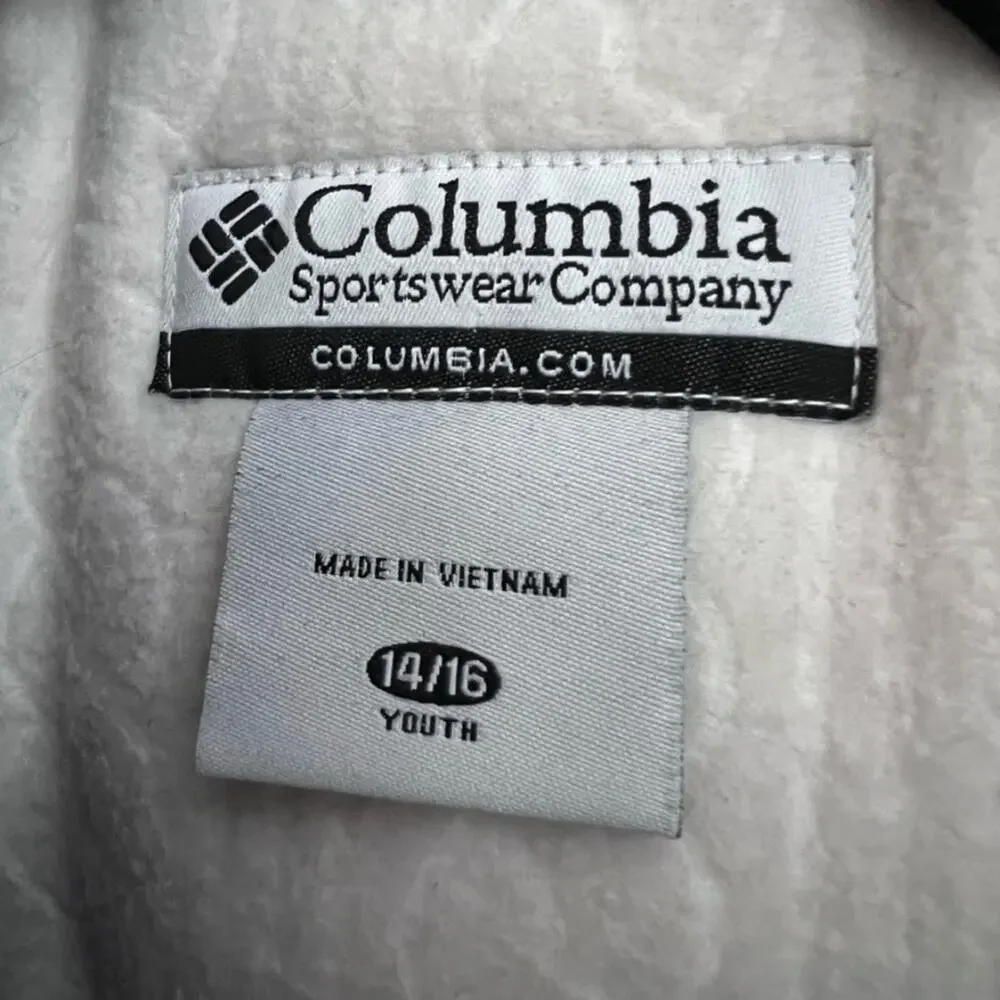 Columbia
Sportswear Company
COLUMBIA.COM
MADE IN VIETNAM
14/16
YOUTH